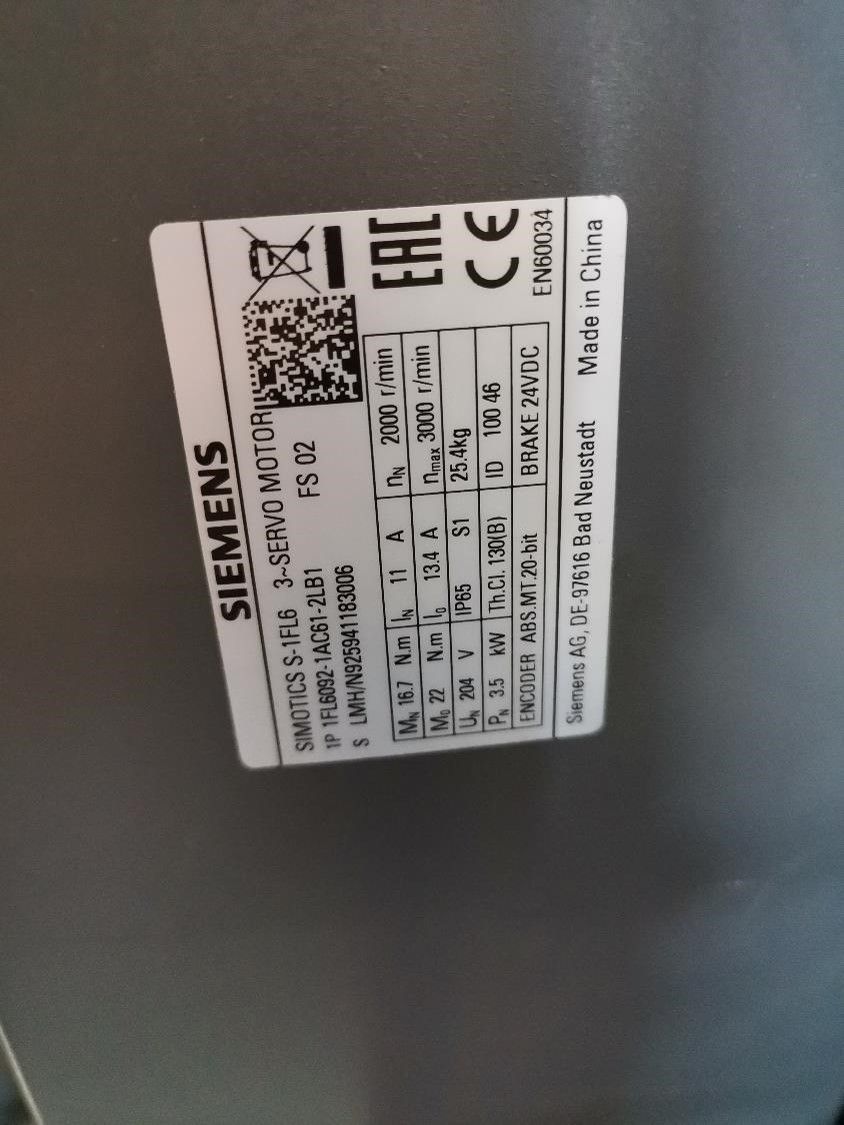 SIEMENS
SIMOTICS S-1FL6 3~SERVO MOTOR
1P 1FL6092-1AC61-2LB1 FS 02
S LMH/N925941183006
MN 16.7 N.m IN 11 A nN 2000 r/min
M0 22 N.m I0 13.4 A nmax 3000 r/min
UN 204 V IP65 S1 25.4kg
PN 3.5 kW Th.Cl. 130(B) ID 100 46
ENCODER ABS.MT.20-bit BRAKE 24VDC
EAC
CE
EN60034
Siemens AG, DE-97616 Bad Neustadt Made in China